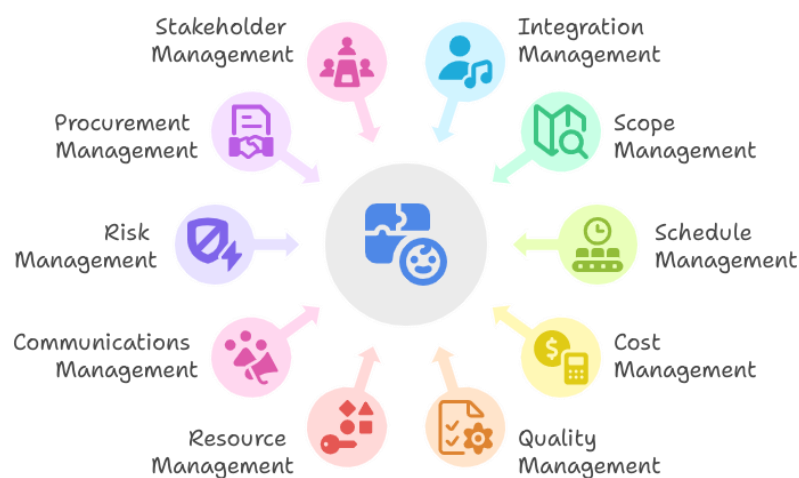 Stakeholder
Management
Integration
Management
Procurement
Management
Scope
Management
Risk
Management
Schedule
Management
Communications
Management
Cost
Management
Resource
Management
Quality
Management
$